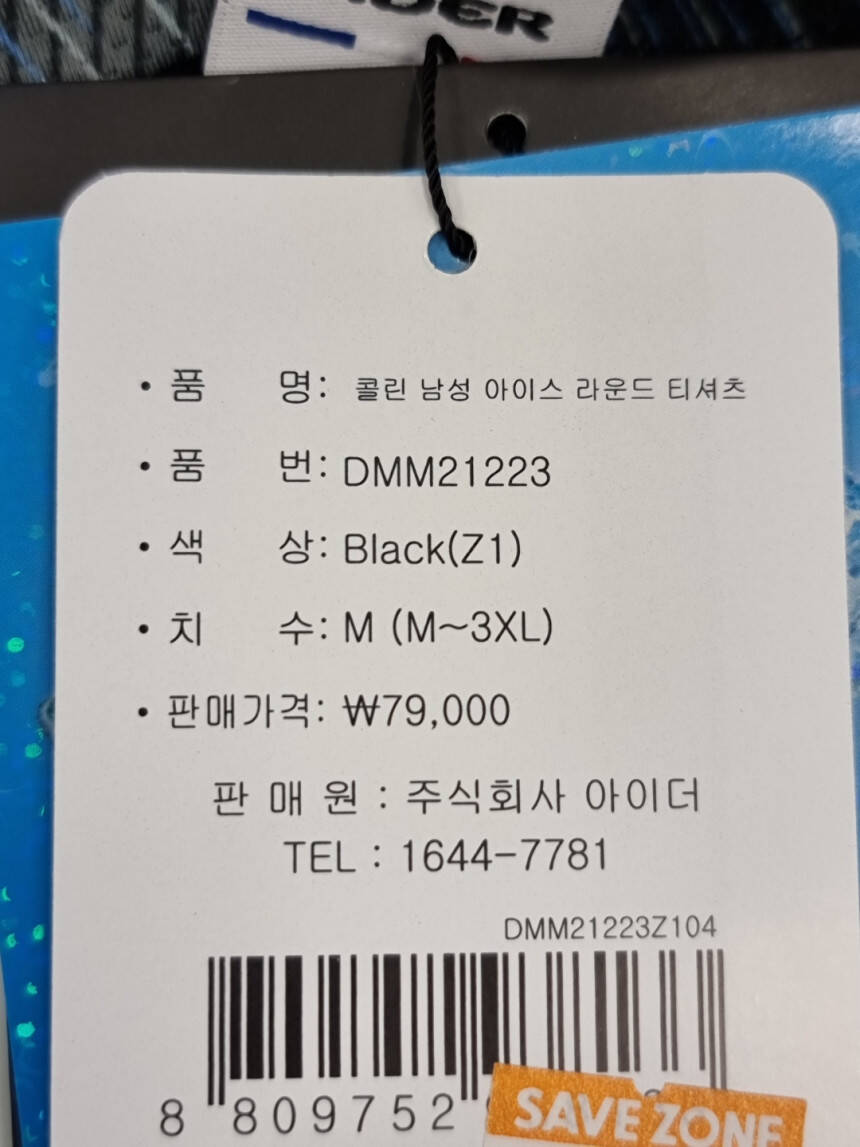 • 품 명: 콜린 남성 아이스 라운드 티셔츠
• 품 번: DMM21223
• 색 상: Black(Z1)
• 치 수: M (M~3XL)
• 판매가격: ₩79,000
판 매 원 : 주식회사 아이더
TEL : 1644-7781
DMM21223Z104
8 809752
SAVE ZONE